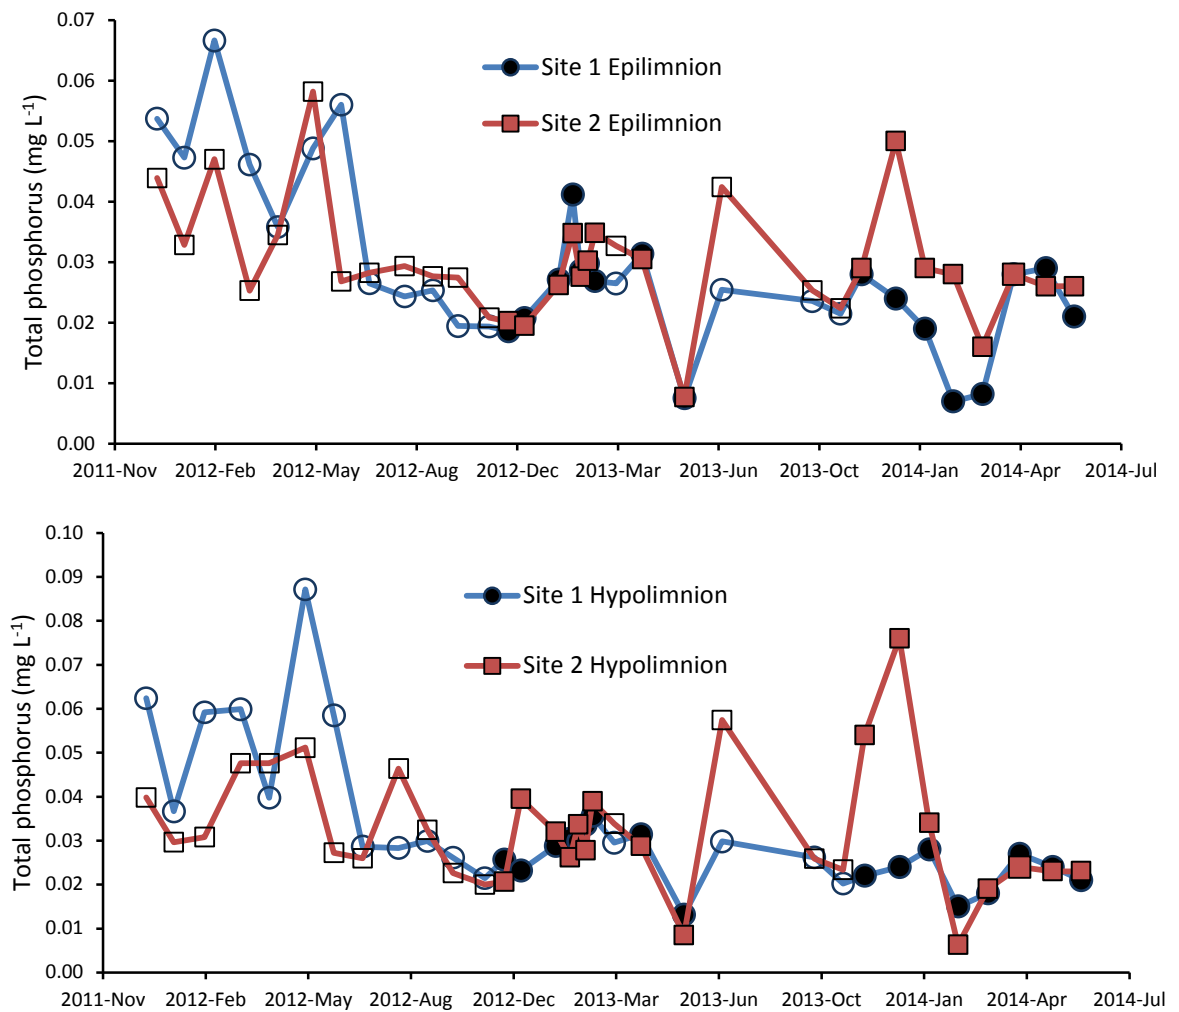 Total phosphorus (mg L-1)
0.07
0.06
0.05
0.04
0.03
0.02
0.01
0.00
Site 1 Epilimnion
Site 2 Epilimnion
2011-Nov 2012-Feb 2012-May 2012-Aug 2012-Dec 2013-Mar 2013-Jun 2013-Oct 2014-Jan 2014-Apr 2014-Jul
Total phosphorus (mg L-1)
0.10
0.09
0.08
0.07
0.06
0.05
0.04
0.03
0.02
0.01
0.00
Site 1 Hypolimnion
Site 2 Hypolimnion
2011-Nov 2012-Feb 2012-May 2012-Aug 2012-Dec 2013-Mar 2013-Jun 2013-Oct 2014-Jan 2014-Apr 2014-Jul